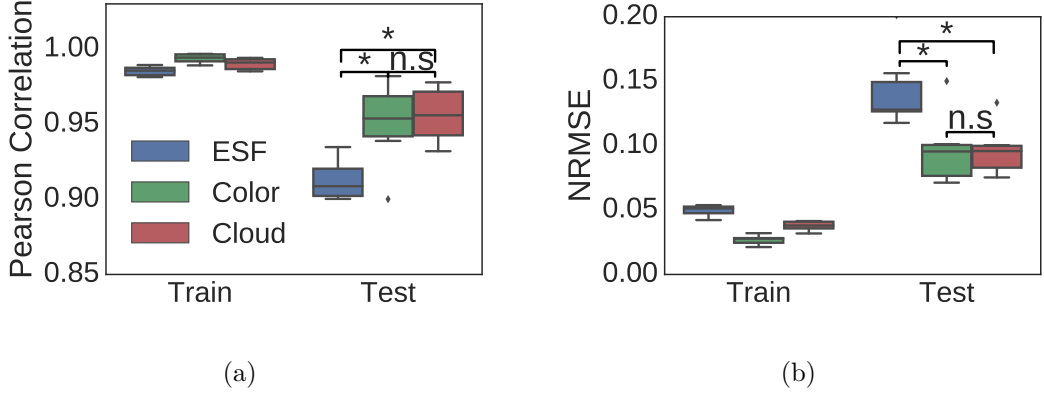 Pearson Correlation
1.00
0.95
0.90
0.85
*
* n.s
ESF
Color
Cloud
Train Test
(a)
NRMSE
0.20
0.15
0.10
0.05
0.00
*
*
n.s
Train Test
(b)